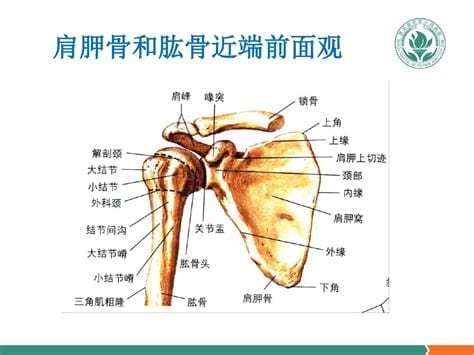 肩胛骨和肱骨近端前面观
肩峰
喙突
锁骨
上角
上缘
解剖颈
肩胛上切迹
大结节
颈部
小结节
内缘
外科颈
肩胛窝
结节间沟
关节盂
大结节嵴
外缘
肱骨头
小结节嵴
下角
三角肌粗隆
肱骨
肩胛骨